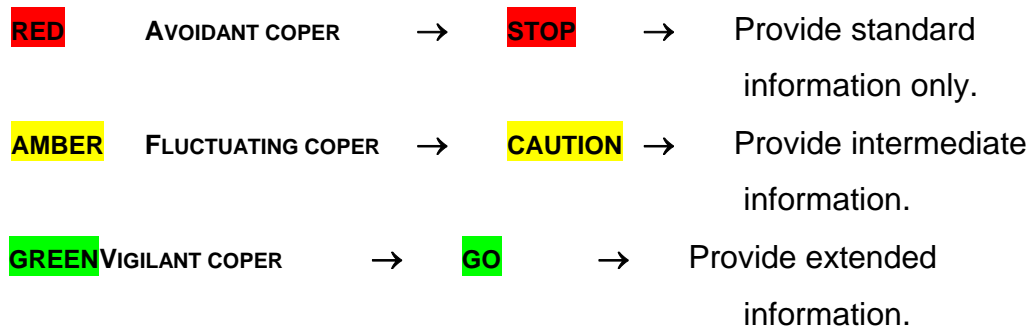 RED AVOIDANT COPER → STOP → Provide standard
information only.
AMBER FLUCTUATING COPER → CAUTION → Provide intermediate
information.
GREEN VIGILANT COPER → GO → Provide extended
information.